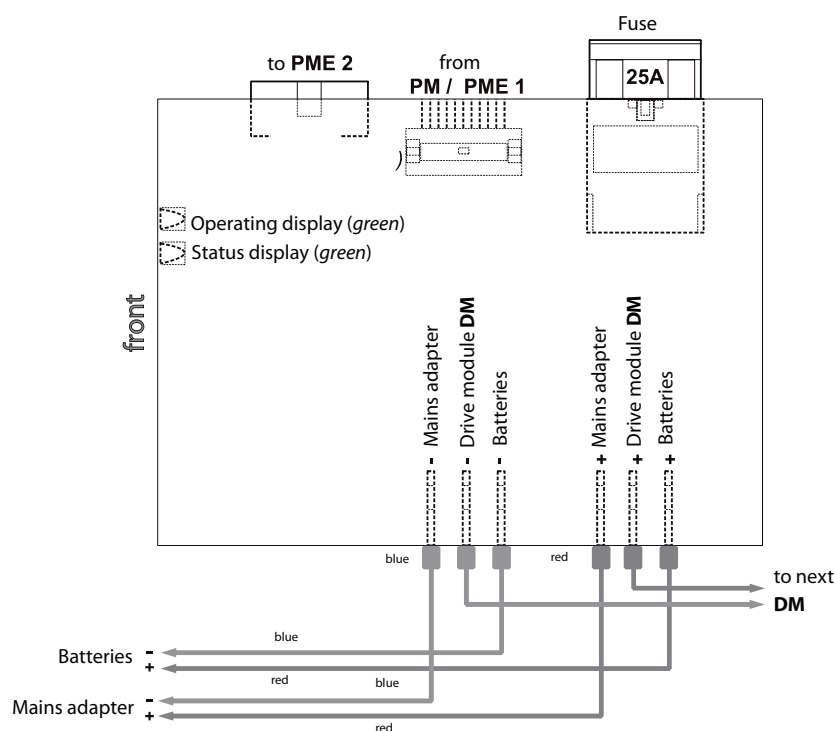 Fuse
to PME 2
from
PM / PME 1
25A
)
Operating display (green)
Status display (green)
front
- Mains adapter
- Drive module DM
- Batteries
+ Mains adapter
+ Drive module DM
+ Batteries
blue
red
to next
DM
blue
Batteries -
+
red
blue
Mains adapter -
+
red